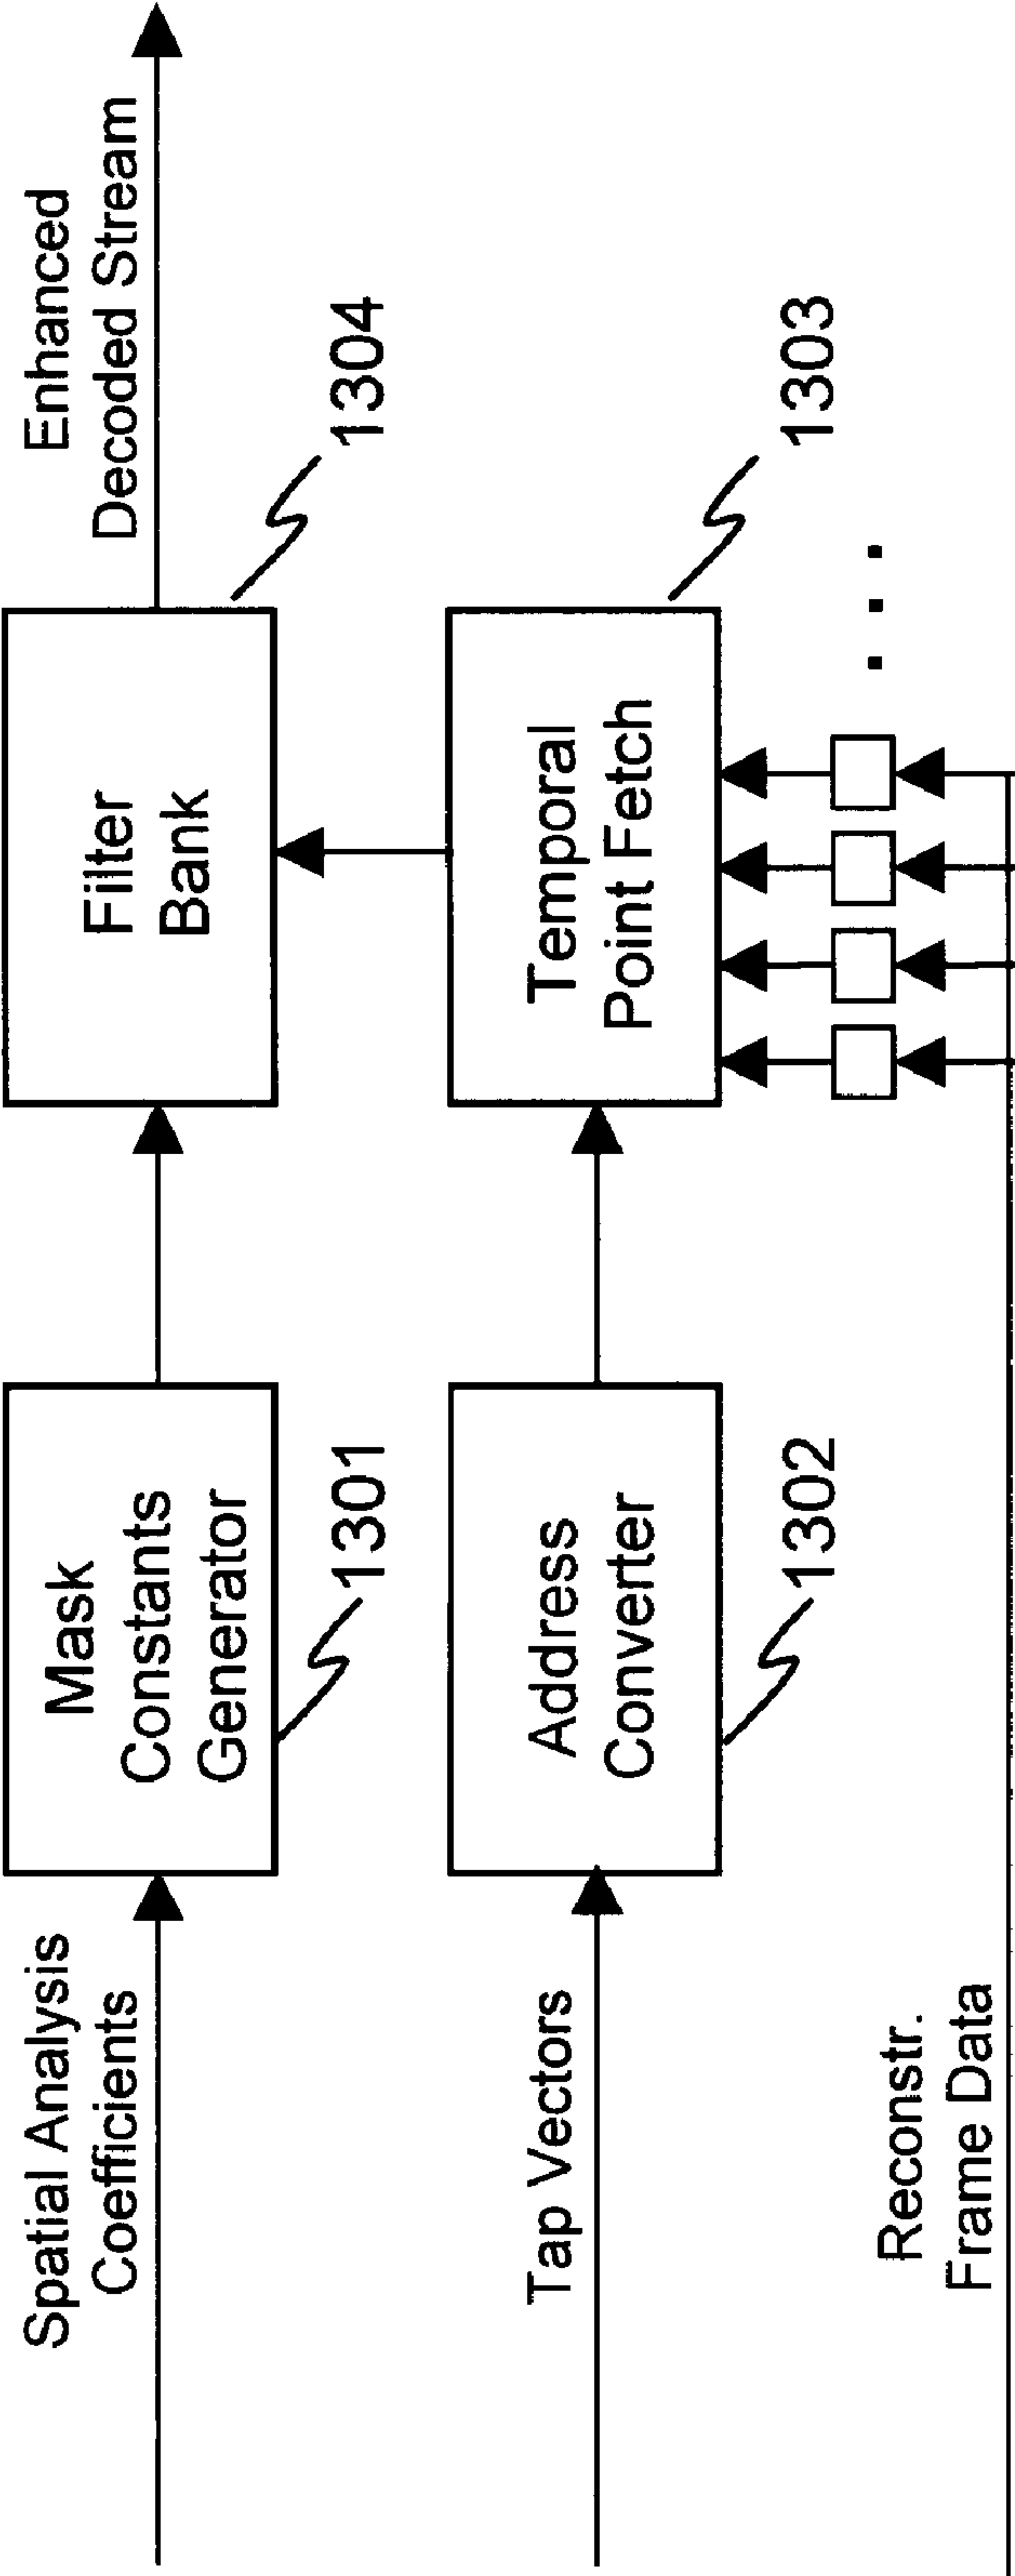 Spatial Analysis
Coefficients
Mask
Constants
Generator
1301
Filter
Bank
1304
Enhanced
Decoded Stream
Tap Vectors
Address
Converter
1302
Temporal
Point Fetch
1303
Reconstr.
Frame Data